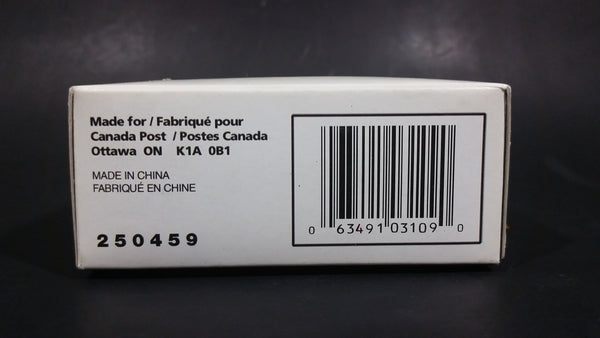 Made for / Fabriqué pour
Canada Post / Postes Canada
Ottawa ON K1A 0B1
MADE IN CHINA
FABRIQUÉ EN CHINE
250459
0 63491 03109 0